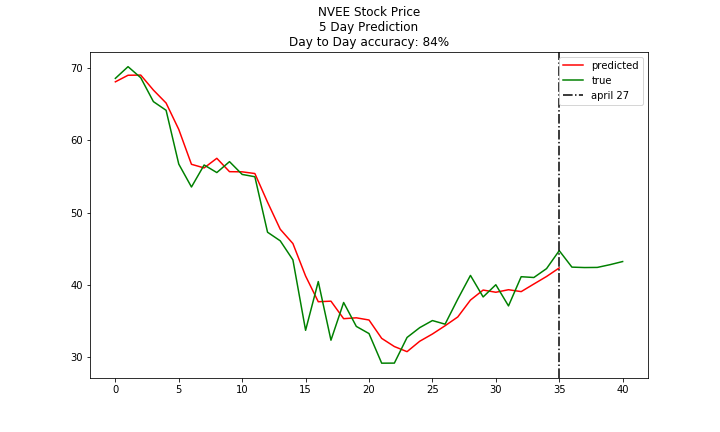 NVEE Stock Price
5 Day Prediction
Day to Day accuracy: 84%
predicted
true
april 27
70
60
50
40
30
0 5 10 15 20 25 30 35 40